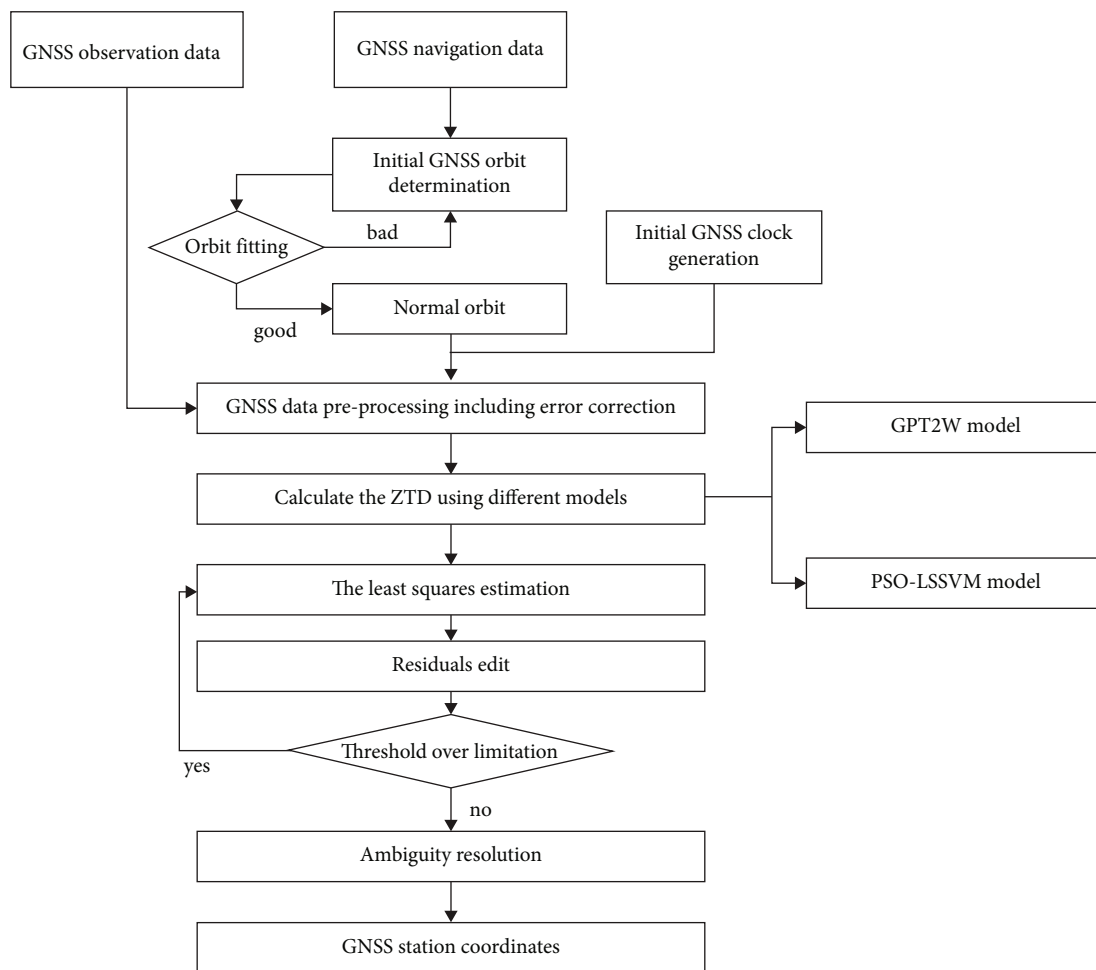 GNSS observation data
GNSS navigation data
Initial GNSS orbit
determination
Orbit fitting
bad
Initial GNSS clock
generation
good
Normal orbit
GNSS data pre-processing including error correction
GPT2W model
Calculate the ZTD using different models
PSO-LSSVM model
The least squares estimation
Residuals edit
Threshold over limitation
yes
no
Ambiguity resolution
GNSS station coordinates